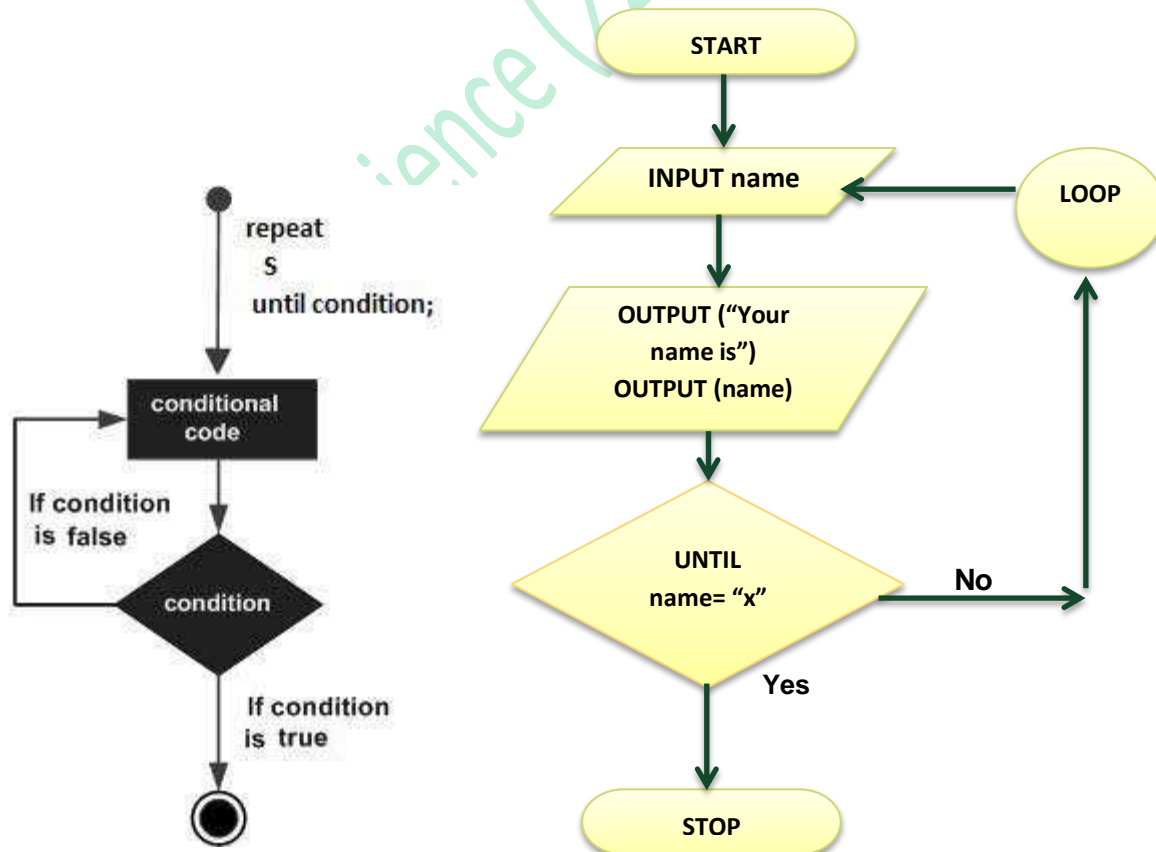 repeat
S
until condition;
conditional
code
If condition
is false
condition
If condition
is true
START
INPUT name
LOOP
OUTPUT (“Your
name is”)
OUTPUT (name)
UNTIL
name= “x”
No
Yes
STOP